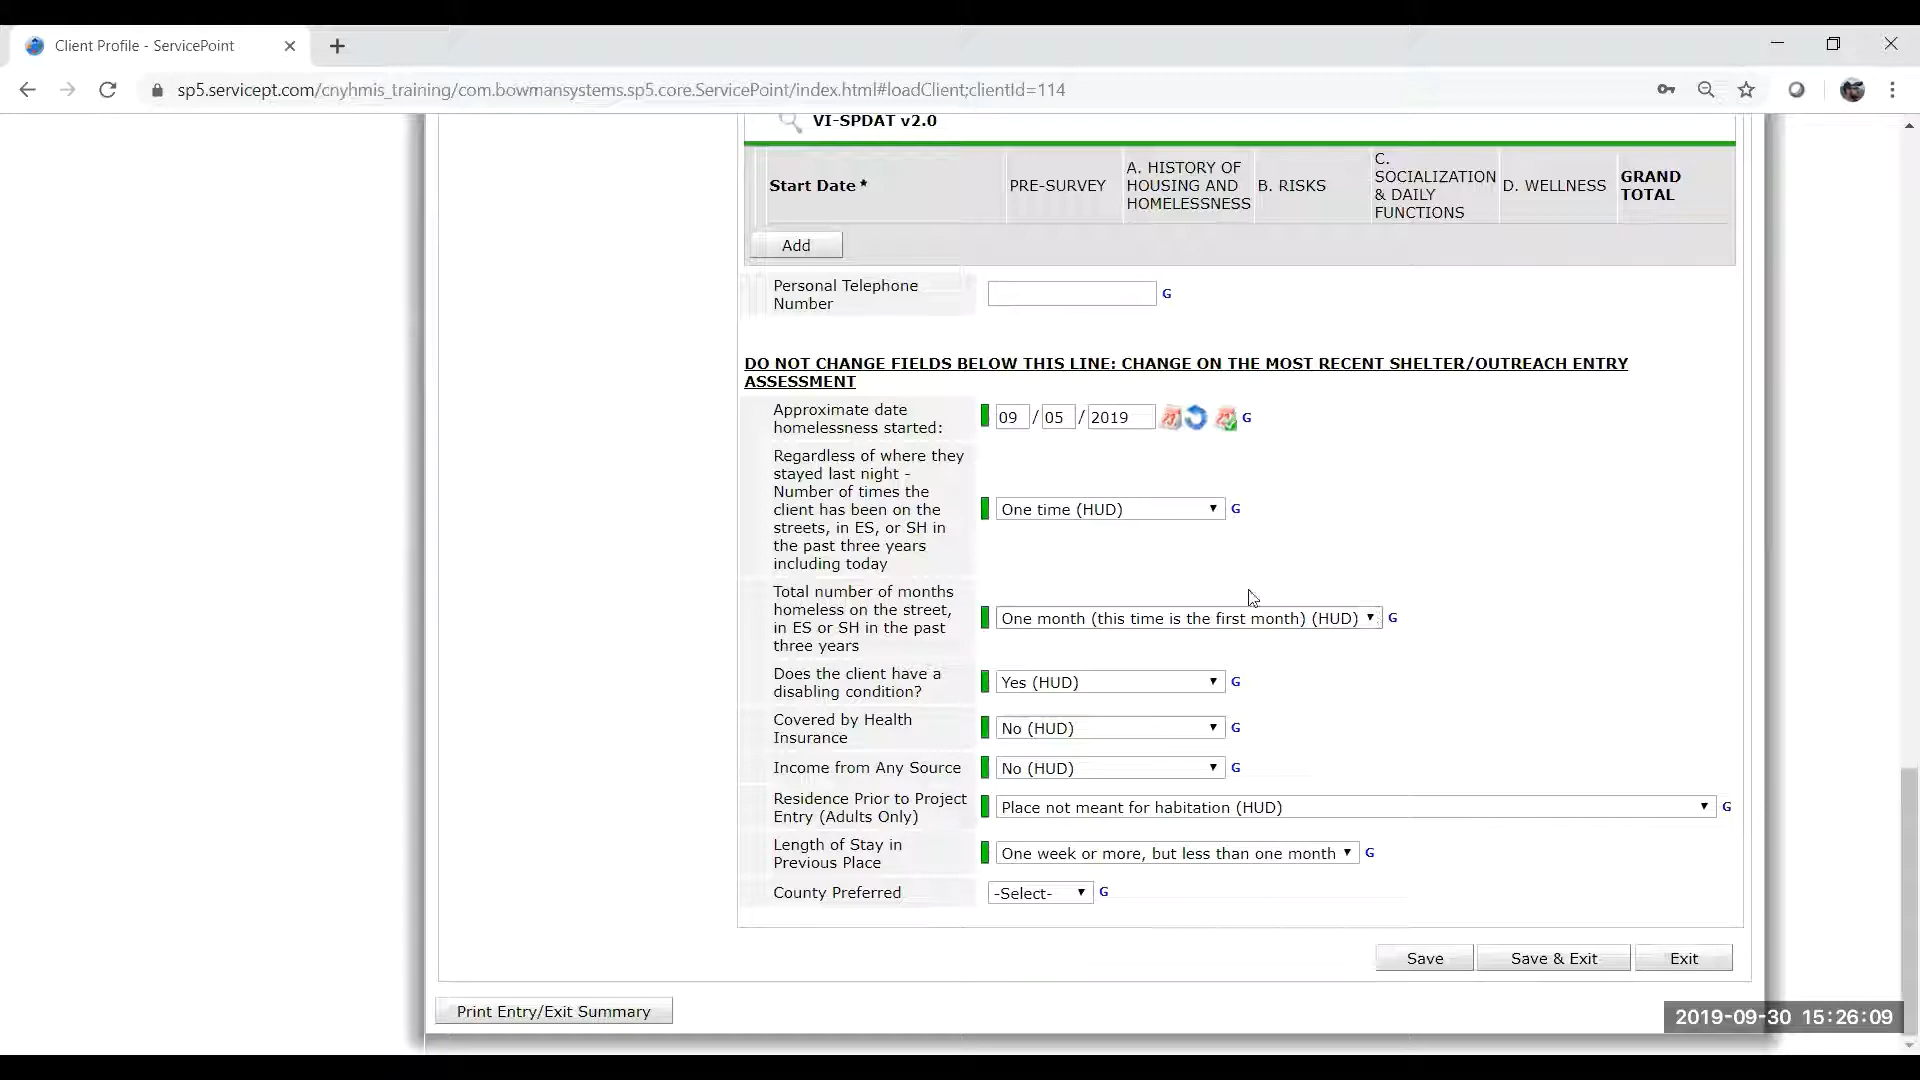 Client Profile - ServicePoint
sp5.servicept.com/cnyhmis_training/com.bowmansystems.sp5.core.ServicePoint/index.html#loadClient;clientId=114
VI-SPDAT v2.0
Start Date *
PRE-SURVEY
A. HISTORY OF
HOUSING AND
HOMELESSNESS
B. RISKS
C.
SOCIALIZATION
& DAILY
FUNCTIONS
D. WELLNESS
GRAND
TOTAL
Add
Personal Telephone
Number
G
DO NOT CHANGE FIELDS BELOW THIS LINE: CHANGE ON THE MOST RECENT SHELTER/OUTREACH ENTRY
ASSESSMENT
Approximate date
homelessness started:
09 / 05 / 2019 G
Regardless of where they
stayed last night -
Number of times the
client has been on the
streets, in ES, or SH in
the past three years
including today
One time (HUD) G
Total number of months
homeless on the street,
in ES or SH in the past
three years
One month (this time is the first month) (HUD) G
Does the client have a
disabling condition?
Yes (HUD) G
Covered by Health
Insurance
No (HUD) G
Income from Any Source
No (HUD) G
Residence Prior to Project
Entry (Adults Only)
Place not meant for habitation (HUD) G
Length of Stay in
Previous Place
One week or more, but less than one month G
County Preferred
-Select- G
Save
Save & Exit
Exit
Print Entry/Exit Summary
2019-09-30 15:26:09